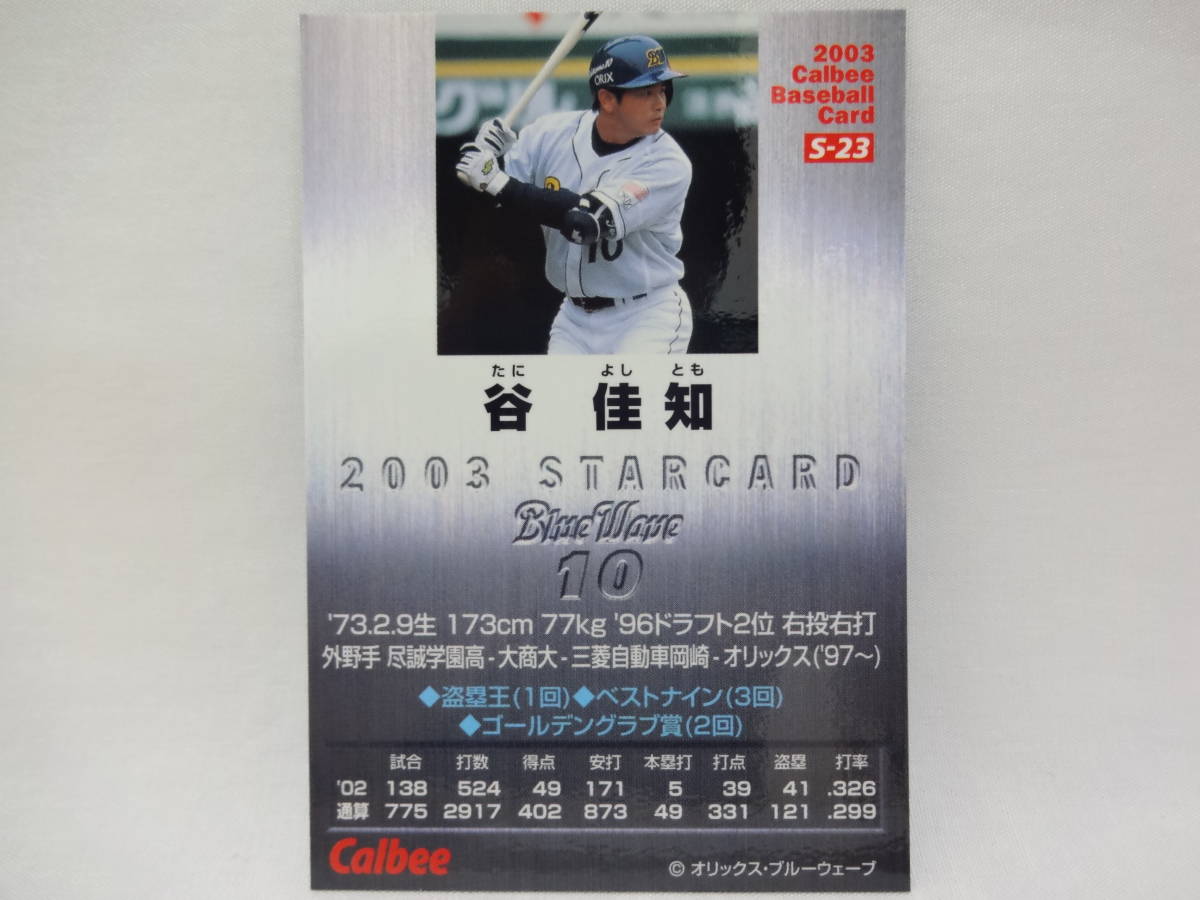 2003
Calbee
Baseball
Card
S-23
ORIX
10
たに よし とも
谷 佳知
2003 STARCARD
BlueWave
10
'73.2.9生 173cm 77kg '96ドラフト2位 右投右打
外野手 尽誠学園高-大商大-三菱自動車岡崎-オリックス('97〜)
◆盗塁王(1回)◆ベストナイン(3回)
◆ゴールデングラブ賞(2回)
試合 打数 得点 安打 本塁打 打点 盗塁 打率
'02 138 524 49 171 5 39 41 .326
通算 775 2917 402 873 49 331 121 .299
Calbee
© オリックス・ブルーウェーブ